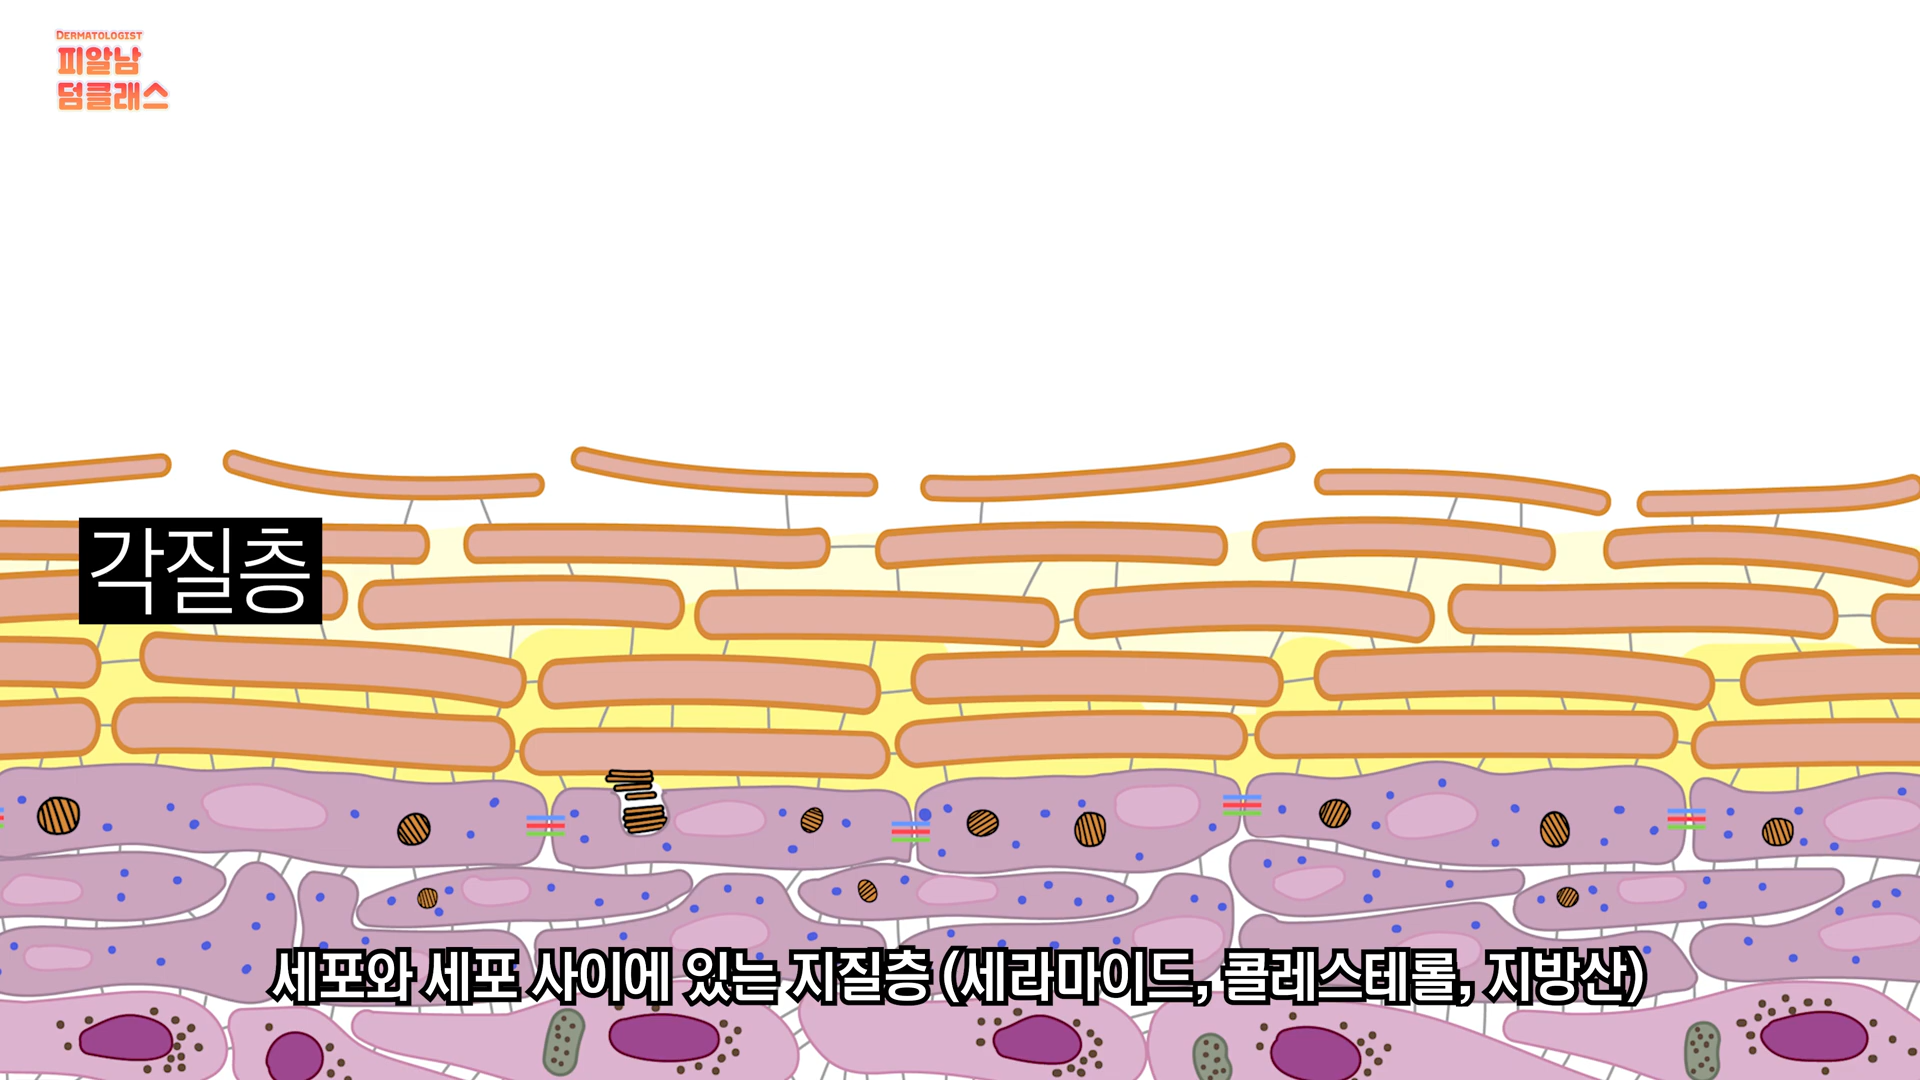 DERMATOLOGIST
피알남
덤클래스
각질층
세포와 세포 사이에 있는 지질층 (세라마이드, 콜레스테롤, 지방산)